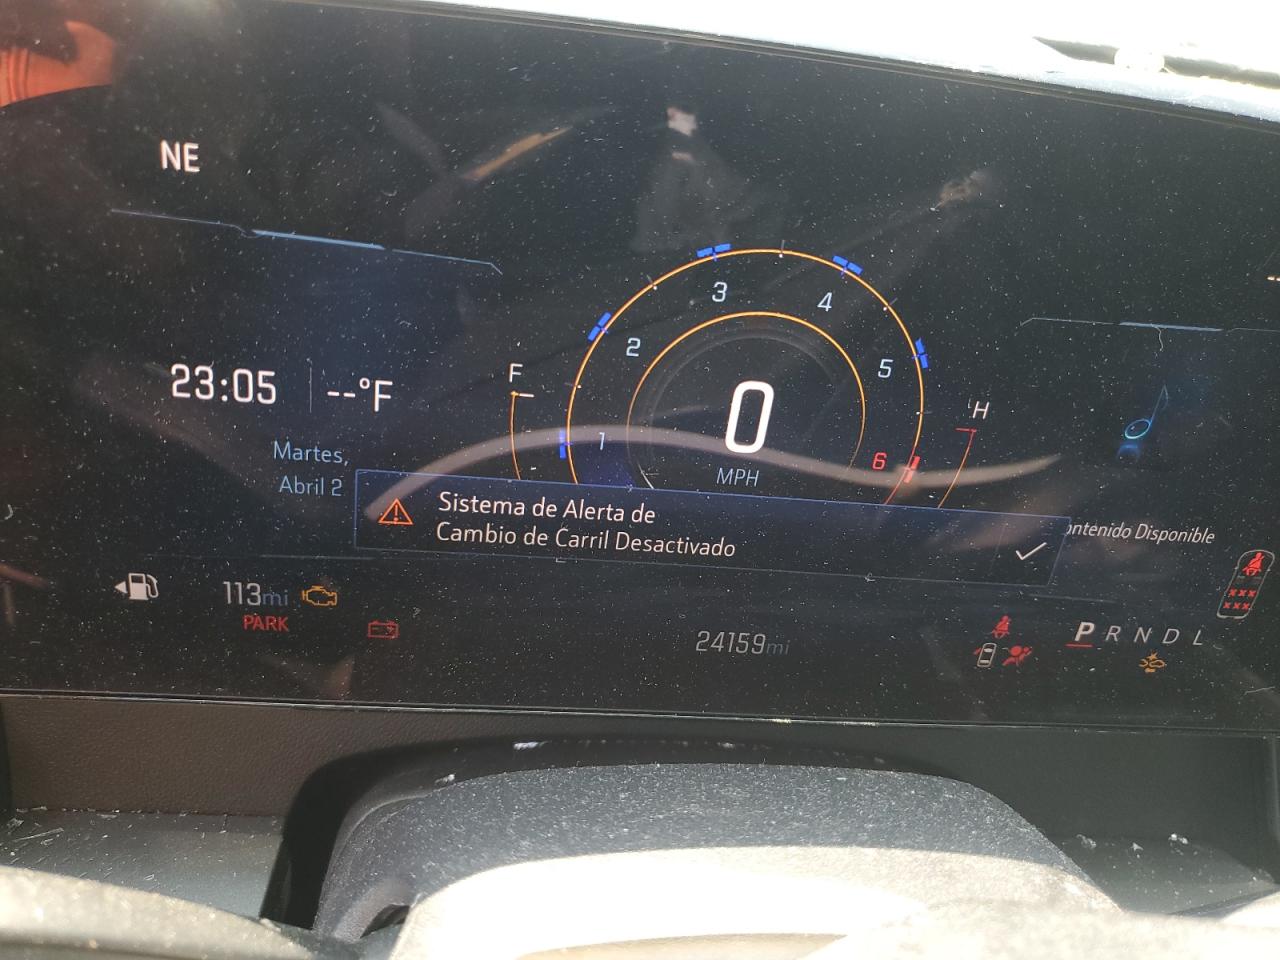 NE
3
4
2
5
F
23:05
--°F
0
H
1
6
MPH
Martes,
Abril 2
Sistema de Alerta de
Cambio de Carril Desactivado
ontenido Disponible
113mi
PARK
24159mi
P R N D L